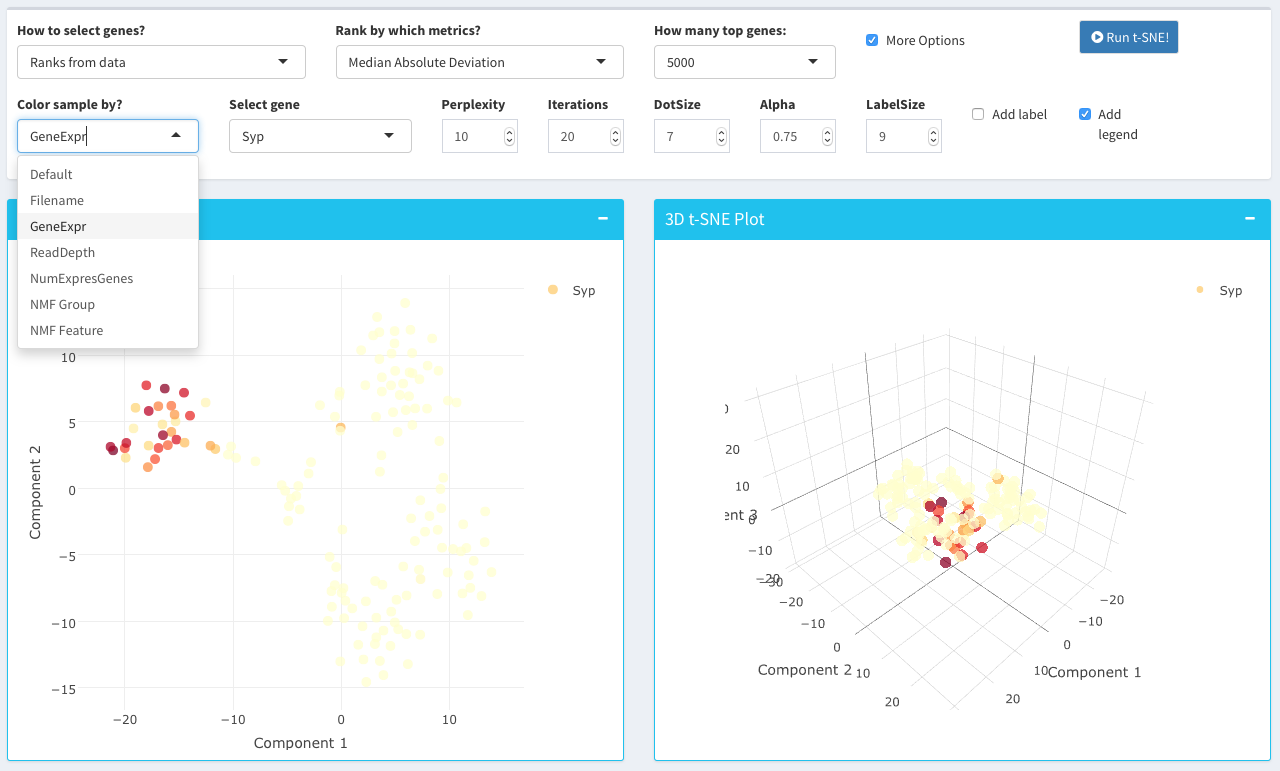 How to select genes?
Rank by which metrics?
How many top genes:
Ranks from data
Median Absolute Deviation
5000
More Options
Run t-SNE!
Color sample by?
Select gene
Perplexity
Iterations
DotSize
Alpha
LabelSize
GeneExpr
Syp
10
20
7
0.75
9
Add label
Add
legend
Default
Filename
GeneExpr
ReadDepth
NumExpresGenes
NMF Group
NMF Feature
Syp
10
5
0
−5
−10
−15
−20
−10
0
10
Component 2
Component 1
3D t-SNE Plot
Syp
20
10
0
−10
−20
−30
−20
−10
0
10
20
Component 2
−20
−10
0
10
20
Component 1